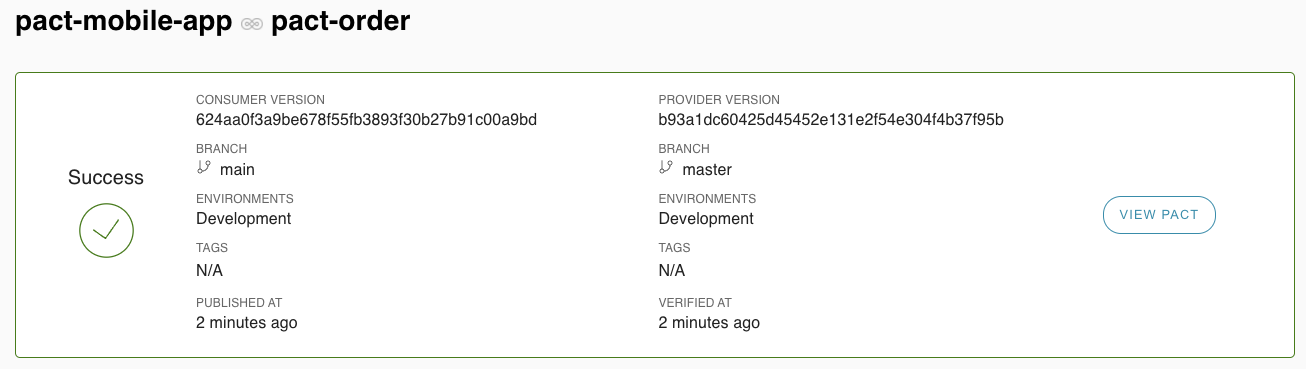 pact-mobile-app pact-order
Success
CONSUMER VERSION
624aa0f3a9be678f55fb3893f30b27b91c00a9bd
BRANCH
main
ENVIRONMENTS
Development
TAGS
N/A
PUBLISHED AT
2 minutes ago
PROVIDER VERSION
b93a1dc60425d45452e131e2f54e304f4b37f95b
BRANCH
master
ENVIRONMENTS
Development
TAGS
N/A
VERIFIED AT
2 minutes ago
VIEW PACT